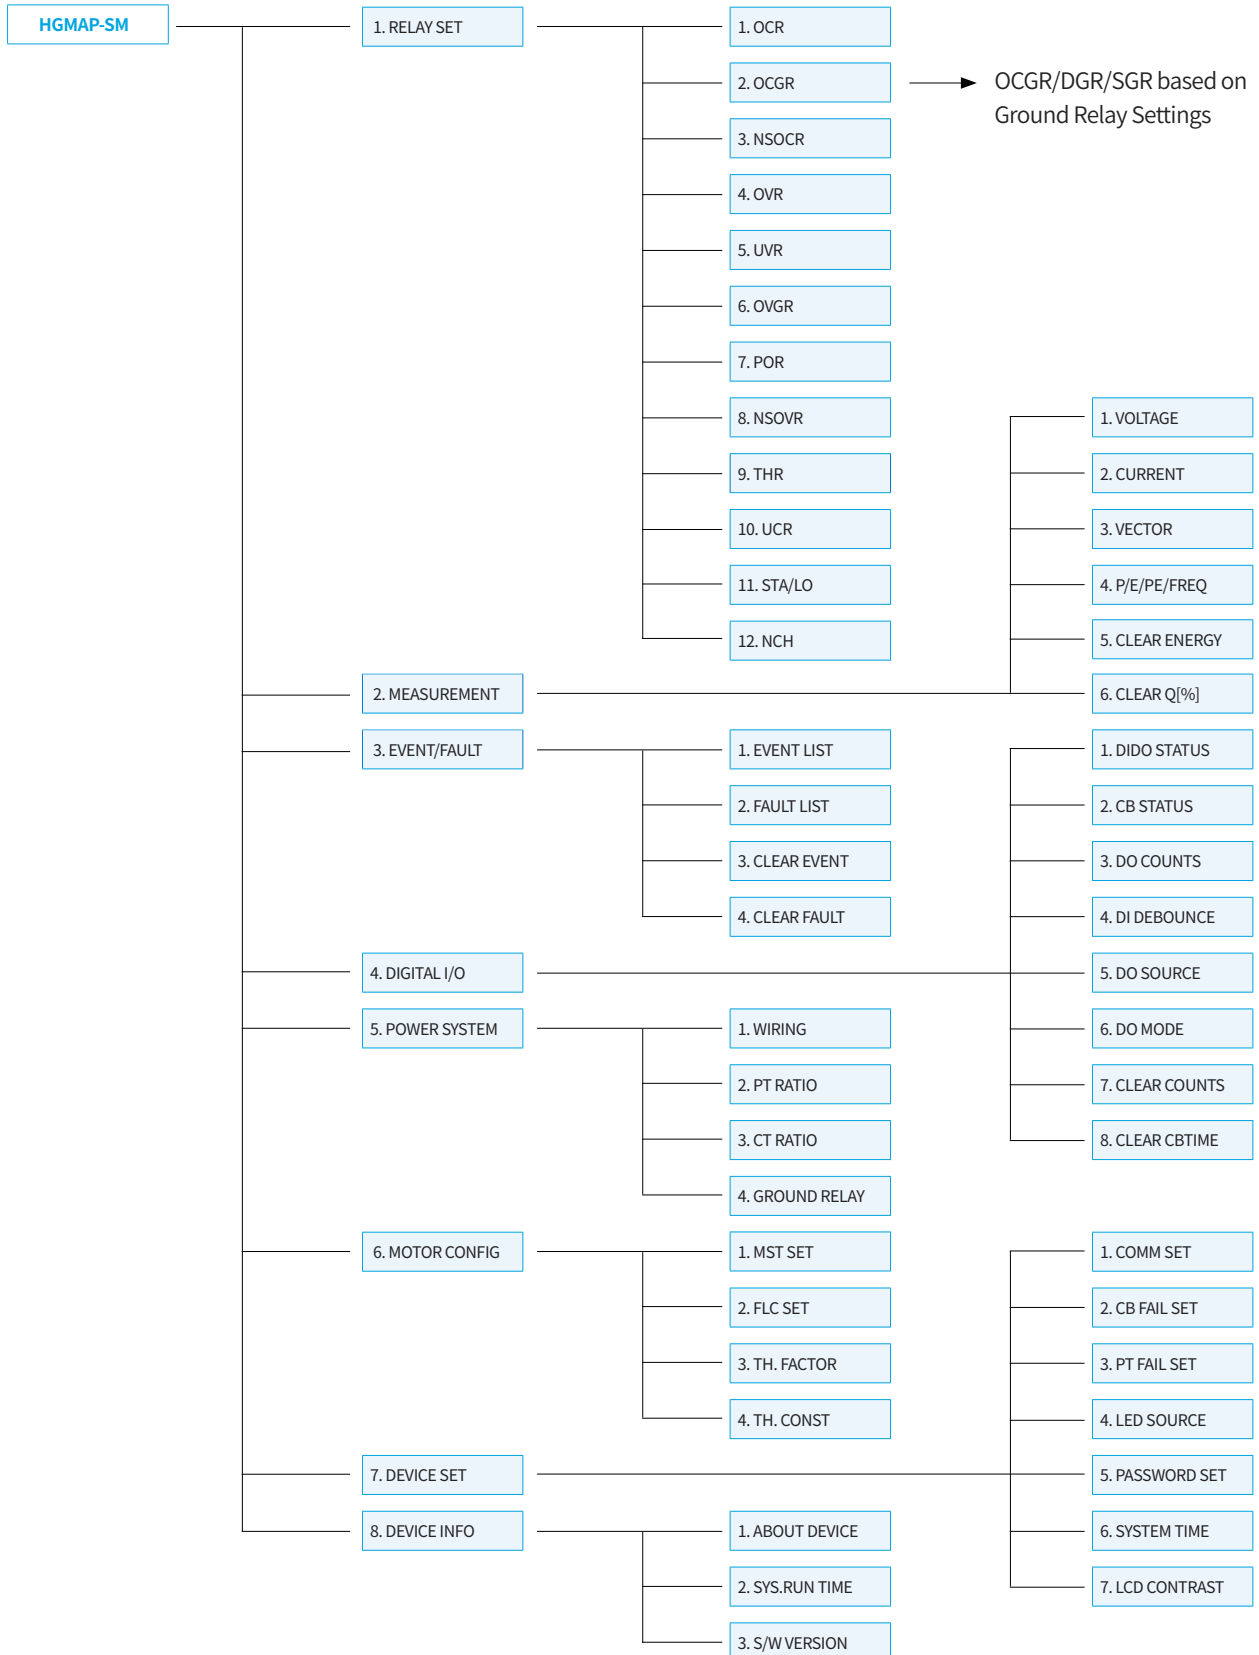 HGMAP-SM
1. RELAY SET
1. OCR
2. OCGR
OCGR/DGR/SGR based on
Ground Relay Settings
3. NSOCR
4. OVR
5. UVR
6. OVGR
7. POR
8. NSOVR
9. THR
10. UCR
11. STA/LO
12. NCH
2. MEASUREMENT
1. VOLTAGE
2. CURRENT
3. VECTOR
4. P/E/PE/FREQ
5. CLEAR ENERGY
6. CLEAR Q[%]
3. EVENT/FAULT
1. EVENT LIST
2. FAULT LIST
3. CLEAR EVENT
4. CLEAR FAULT
4. DIGITAL I/O
1. DIDO STATUS
2. CB STATUS
3. DO COUNTS
4. DI DEBOUNCE
5. DO SOURCE
6. DO MODE
7. CLEAR COUNTS
8. CLEAR CBTIME
5. POWER SYSTEM
1. WIRING
2. PT RATIO
3. CT RATIO
4. GROUND RELAY
6. MOTOR CONFIG
1. MST SET
2. FLC SET
3. TH. FACTOR
4. TH. CONST
7. DEVICE SET
1. COMM SET
2. CB FAIL SET
3. PT FAIL SET
4. LED SOURCE
5. PASSWORD SET
6. SYSTEM TIME
7. LCD CONTRAST
8. DEVICE INFO
1. ABOUT DEVICE
2. SYS.RUN TIME
3. S/W VERSION